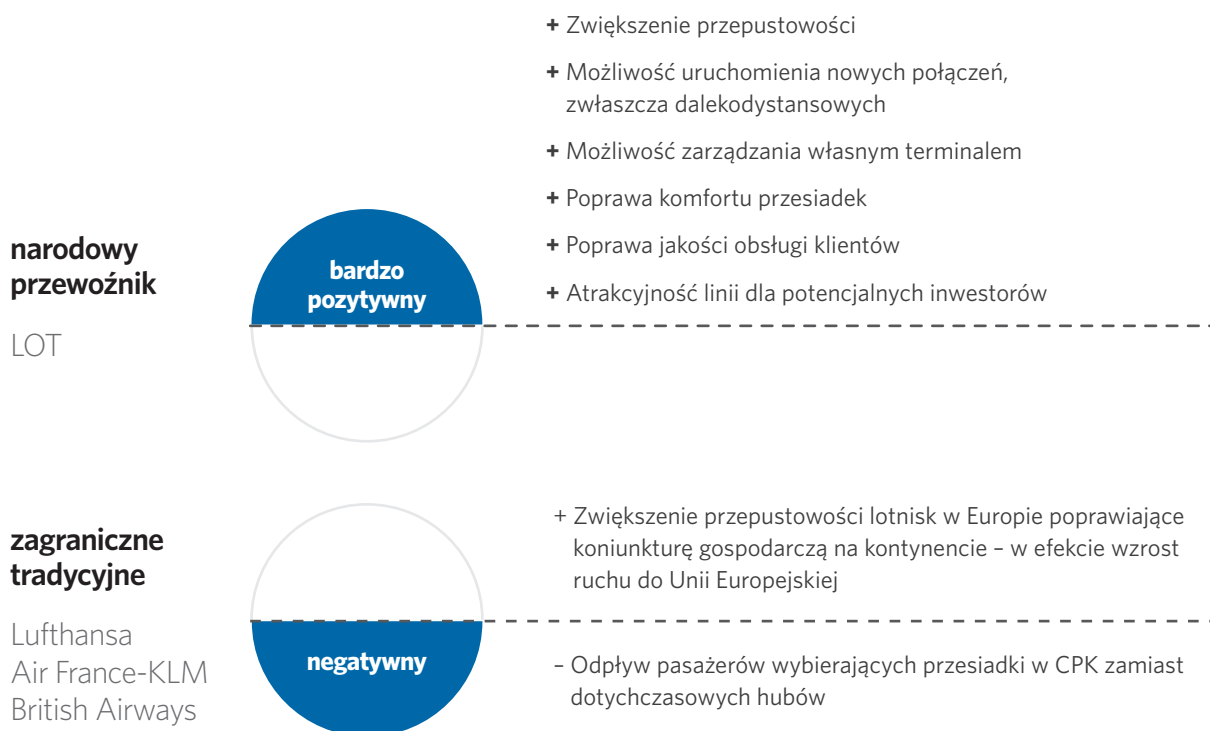 + Zwiększenie przepustowości
+ Możliwość uruchomienia nowych połączeń,
zwłaszcza dalekodystansowych
+ Możliwość zarządzania własnym terminalem
+ Poprawa komfortu przesiadek
+ Poprawa jakości obsługi klientów
+ Atrakcyjność linii dla potencjalnych inwestorów
narodowy
przewoźnik
LOT
bardzo
pozytywny
zagraniczne
tradycyjne
Lufthansa
Air France-KLM
British Airways
negatywny
+ Zwiększenie przepustowości lotnisk w Europie poprawiające
koniunkturę gospodarczą na kontynencie – w efekcie wzrost
ruchu do Unii Europejskiej
– Odpływ pasażerów wybierających przesiadki w CPK zamiast
dotychczasowych hubów